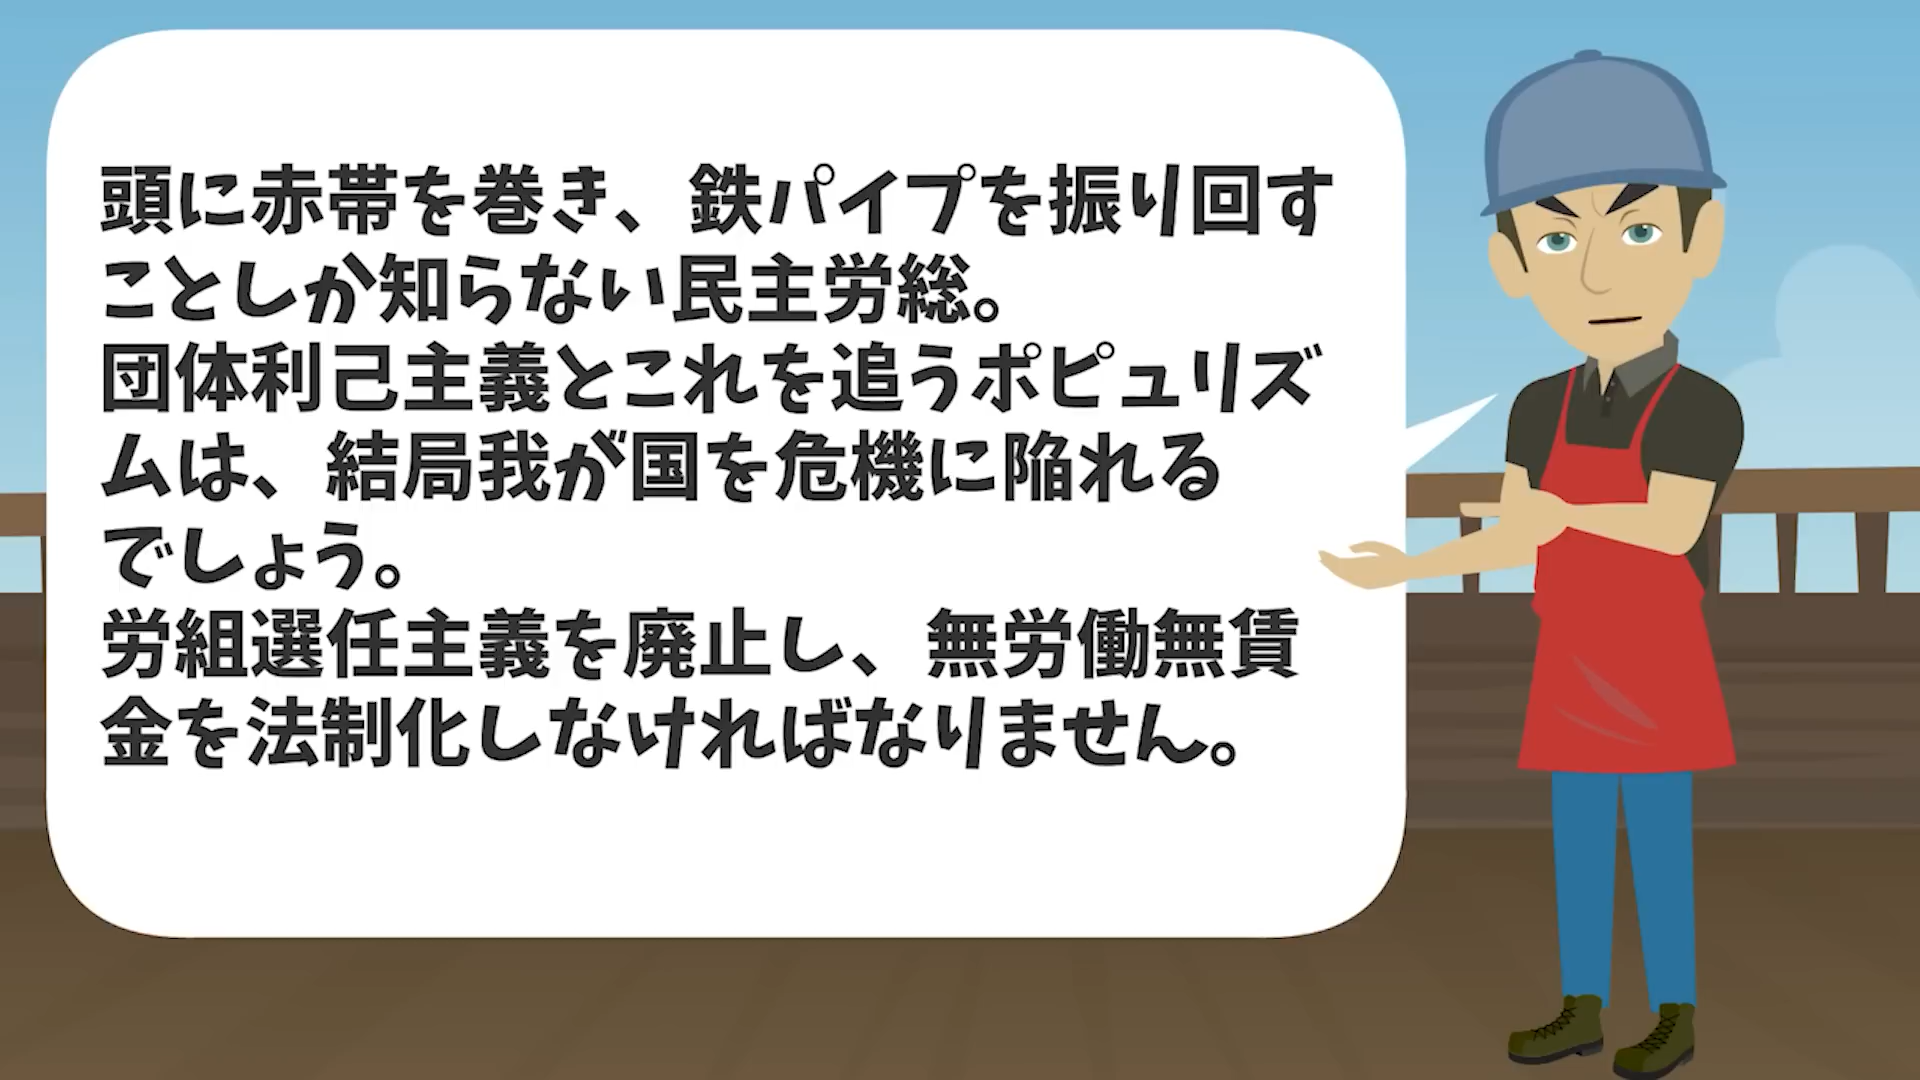 頭に赤帯を巻き、鉄パイプを振り回す
ことしか知らない民主労総。
団体利己主義とこれを追うポピュリズ
ムは、結局我が国を危機に陥れる
でしょう。
労組選任主義を廃止し、無労働無賃
金を法制化しなければなりません。